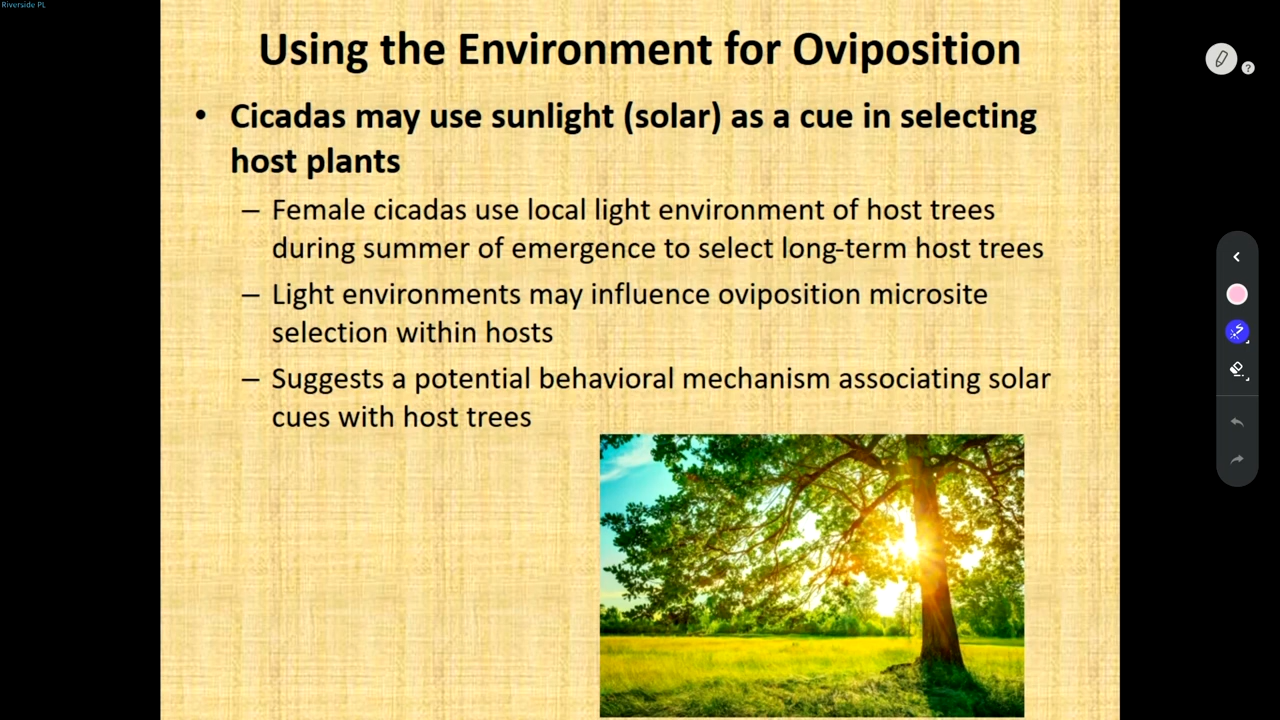 Riverside PL
Using the Environment for Oviposition
• Cicadas may use sunlight (solar) as a cue in selecting
host plants
– Female cicadas use local light environment of host trees
during summer of emergence to select long-term host trees
– Light environments may influence oviposition microsite
selection within hosts
– Suggests a potential behavioral mechanism associating solar
cues with host trees
?